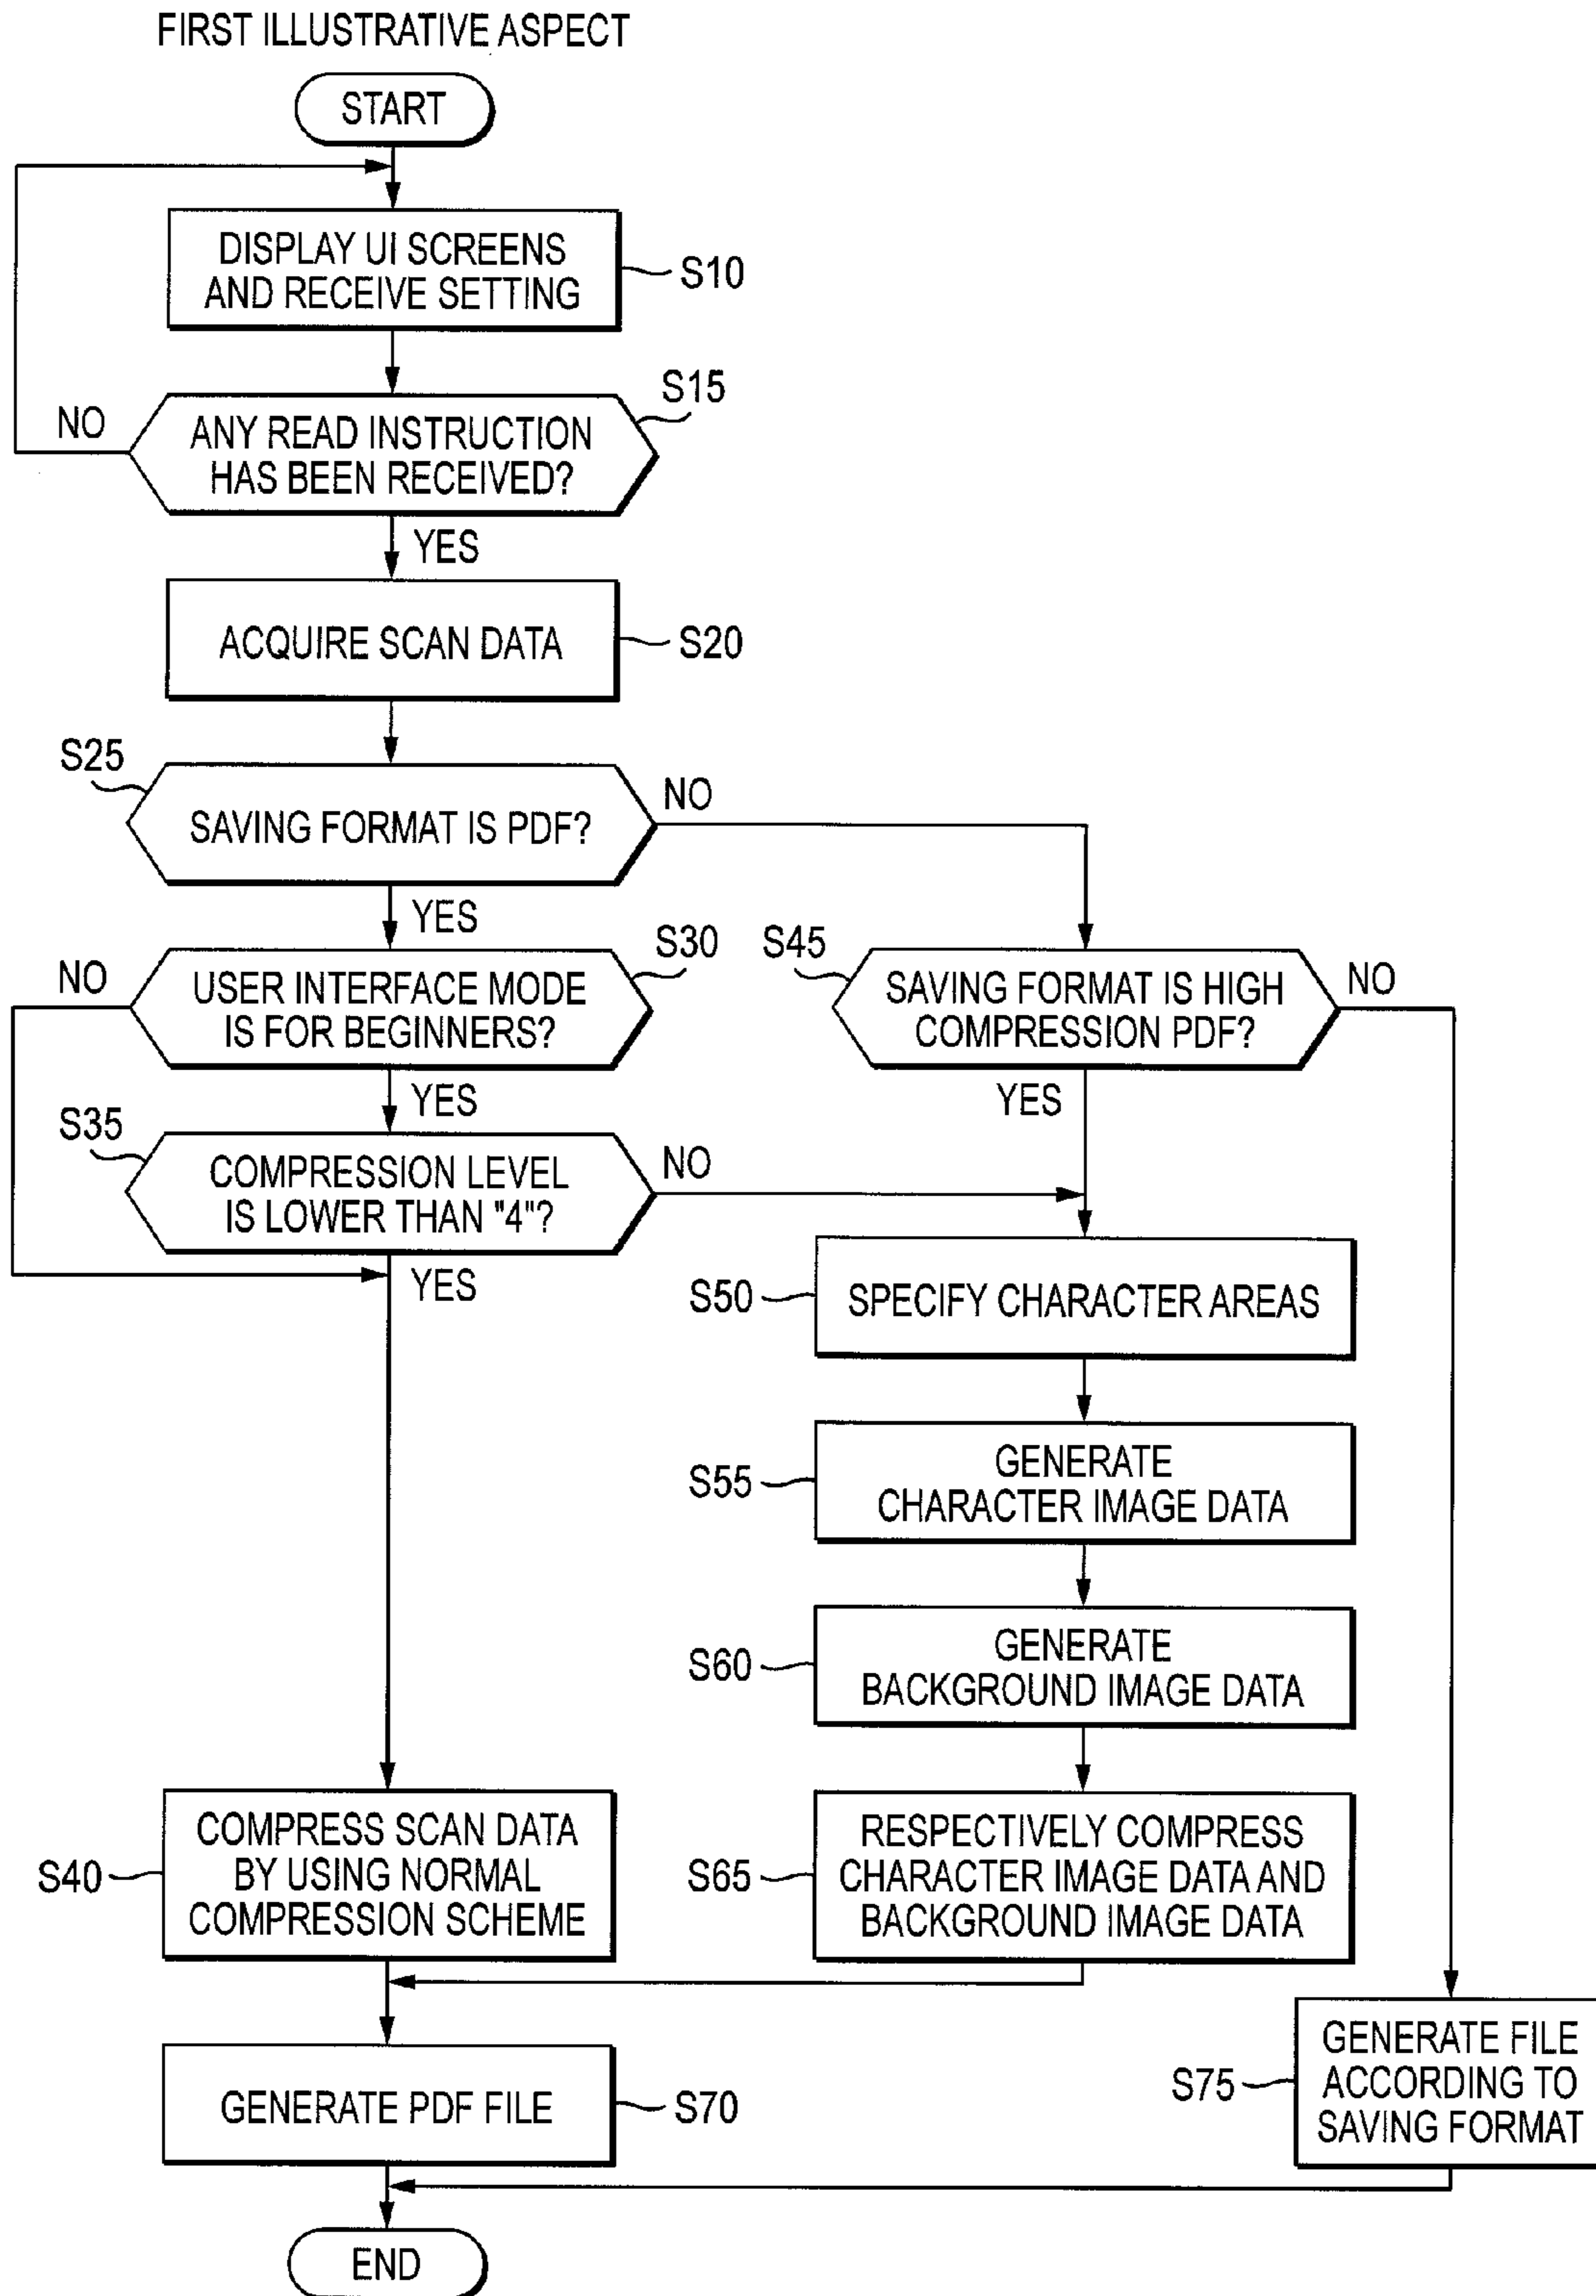 FIRST ILLUSTRATIVE ASPECT
START
DISPLAY UI SCREENS
AND RECEIVE SETTING
S10
S15
NO
ANY READ INSTRUCTION
HAS BEEN RECEIVED?
YES
ACQUIRE SCAN DATA
S20
S25
SAVING FORMAT IS PDF?
NO
YES
S30
NO
USER INTERFACE MODE
IS FOR BEGINNERS?
YES
S45
SAVING FORMAT IS HIGH
COMPRESSION PDF?
NO
YES
S35
COMPRESSION LEVEL
IS LOWER THAN "4"?
NO
YES
S50
SPECIFY CHARACTER AREAS
S55
GENERATE
CHARACTER IMAGE DATA
S60
GENERATE
BACKGROUND IMAGE DATA
S40
COMPRESS SCAN DATA
BY USING NORMAL
COMPRESSION SCHEME
S65
RESPECTIVELY COMPRESS
CHARACTER IMAGE DATA AND
BACKGROUND IMAGE DATA
GENERATE PDF FILE
S70
S75
GENERATE FILE
ACCORDING TO
SAVING FORMAT
END